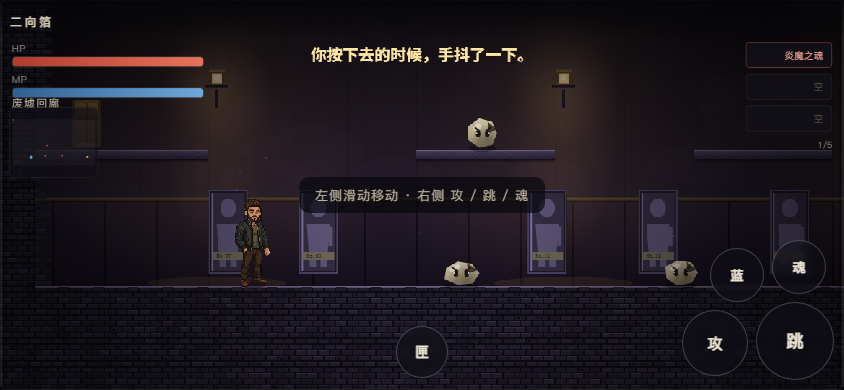 二向箔
HP
MP
废墟回廊
你按下去的时候，手抖了一下。
炎魔之魂
空
空
1/5
左侧滑动移动 · 右侧 攻 / 跳 / 魂
蓝
魂
攻
跳
匣